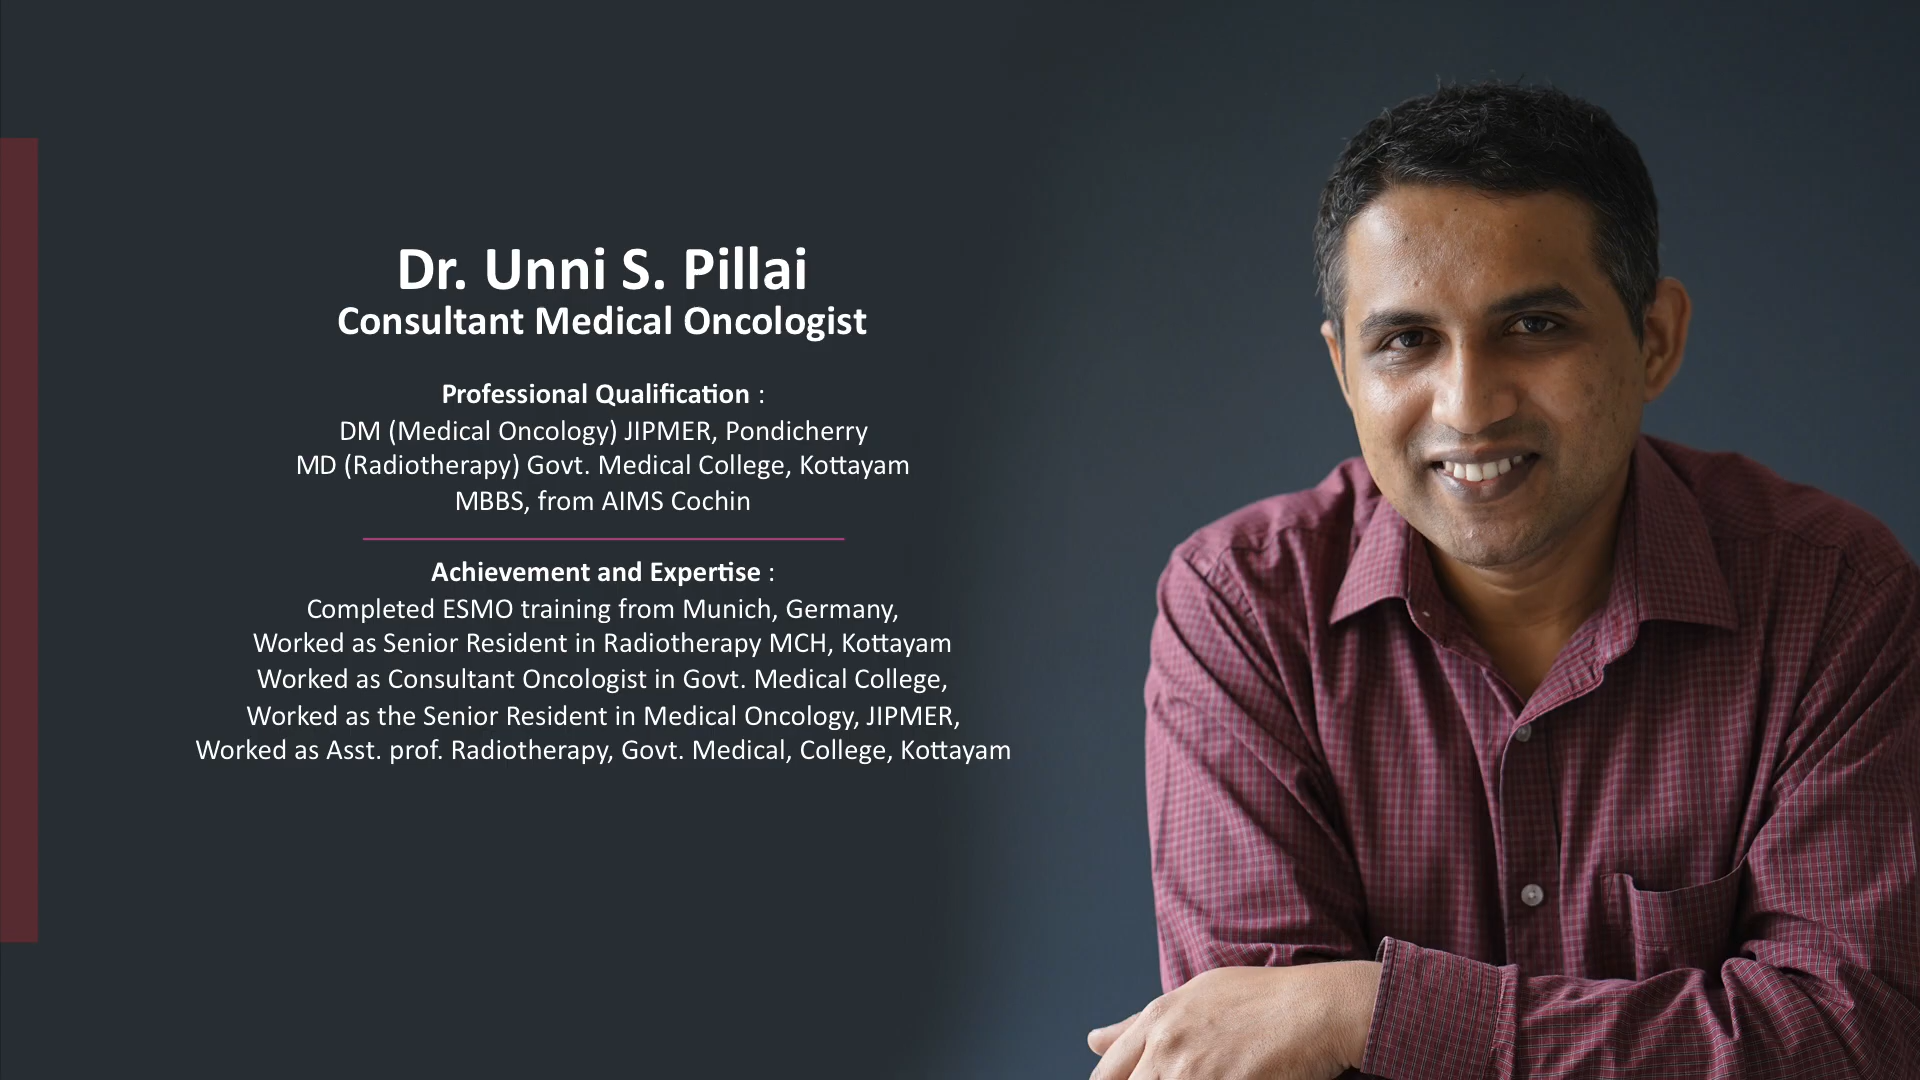 Dr. Unni S. Pillai
Consultant Medical Oncologist
Professional Qualification :
DM (Medical Oncology) JIPMER, Pondicherry
MD (Radiotherapy) Govt. Medical College, Kottayam
MBBS, from AIMS Cochin
Achievement and Expertise :
Completed ESMO training from Munich, Germany,
Worked as Senior Resident in Radiotherapy MCH, Kottayam
Worked as Consultant Oncologist in Govt. Medical College,
Worked as the Senior Resident in Medical Oncology, JIPMER,
Worked as Asst. prof. Radiotherapy, Govt. Medical, College, Kottayam